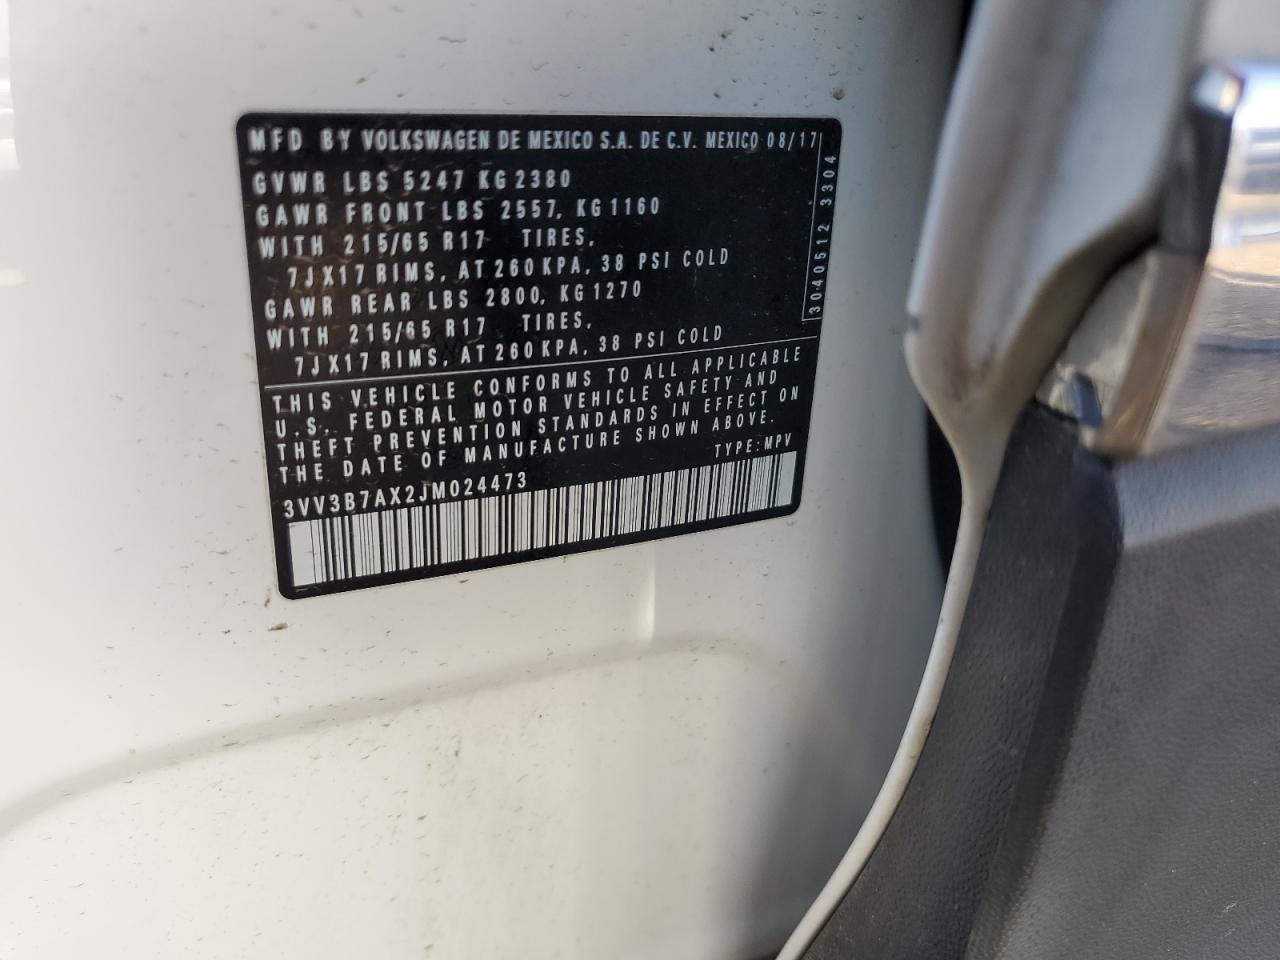 MFD BY VOLKSWAGEN DE MEXICO S.A. DE C.V. MEXICO 08/17
GVWR LBS 5247 KG 2380
GAWR FRONT LBS 2557, KG 1160
WITH 215/65 R17 TIRES,
7JX17 RIMS, AT 260 KPA, 38 PSI COLD
GAWR REAR LBS 2800, KG 1270
WITH 215/65 R17 TIRES,
7JX17 RIMS, AT 260 KPA, 38 PSI COLD
3040512 3304
THIS VEHICLE CONFORMS TO ALL APPLICABLE
U.S. FEDERAL MOTOR VEHICLE SAFETY AND
THEFT PREVENTION STANDARDS IN EFFECT ON
THE DATE OF MANUFACTURE SHOWN ABOVE.
TYPE: MPV
3VV3B7AX2JM024473